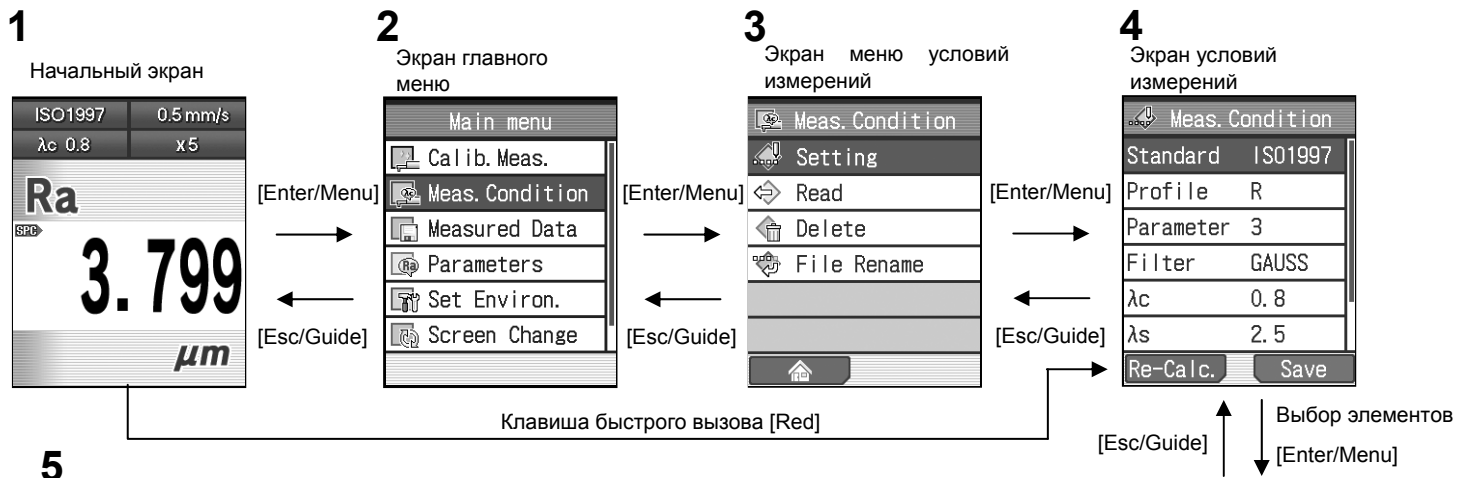 1
Начальный экран
ISO1997 0.5 mm/s
λc 0.8 x5
Ra
SPC
3.799
µm
[Enter/Menu]
[Esc/Guide]
2
Экран главного
меню
Main menu
Calib. Meas.
Meas. Condition
Measured Data
Parameters
Set Environ.
Screen Change
[Enter/Menu]
[Esc/Guide]
3
Экран меню условий
измерений
Meas. Condition
Setting
Read
Delete
File Rename
[Enter/Menu]
[Esc/Guide]
4
Экран условий
измерений
Meas. Condition
Standard ISO1997
Profile R
Parameter 3
Filter GAUSS
λc 0.8
λs 2.5
Re-Calc. Save
Клавиша быстрого вызова [Red]
[Esc/Guide]
Выбор элементов
[Enter/Menu]
5